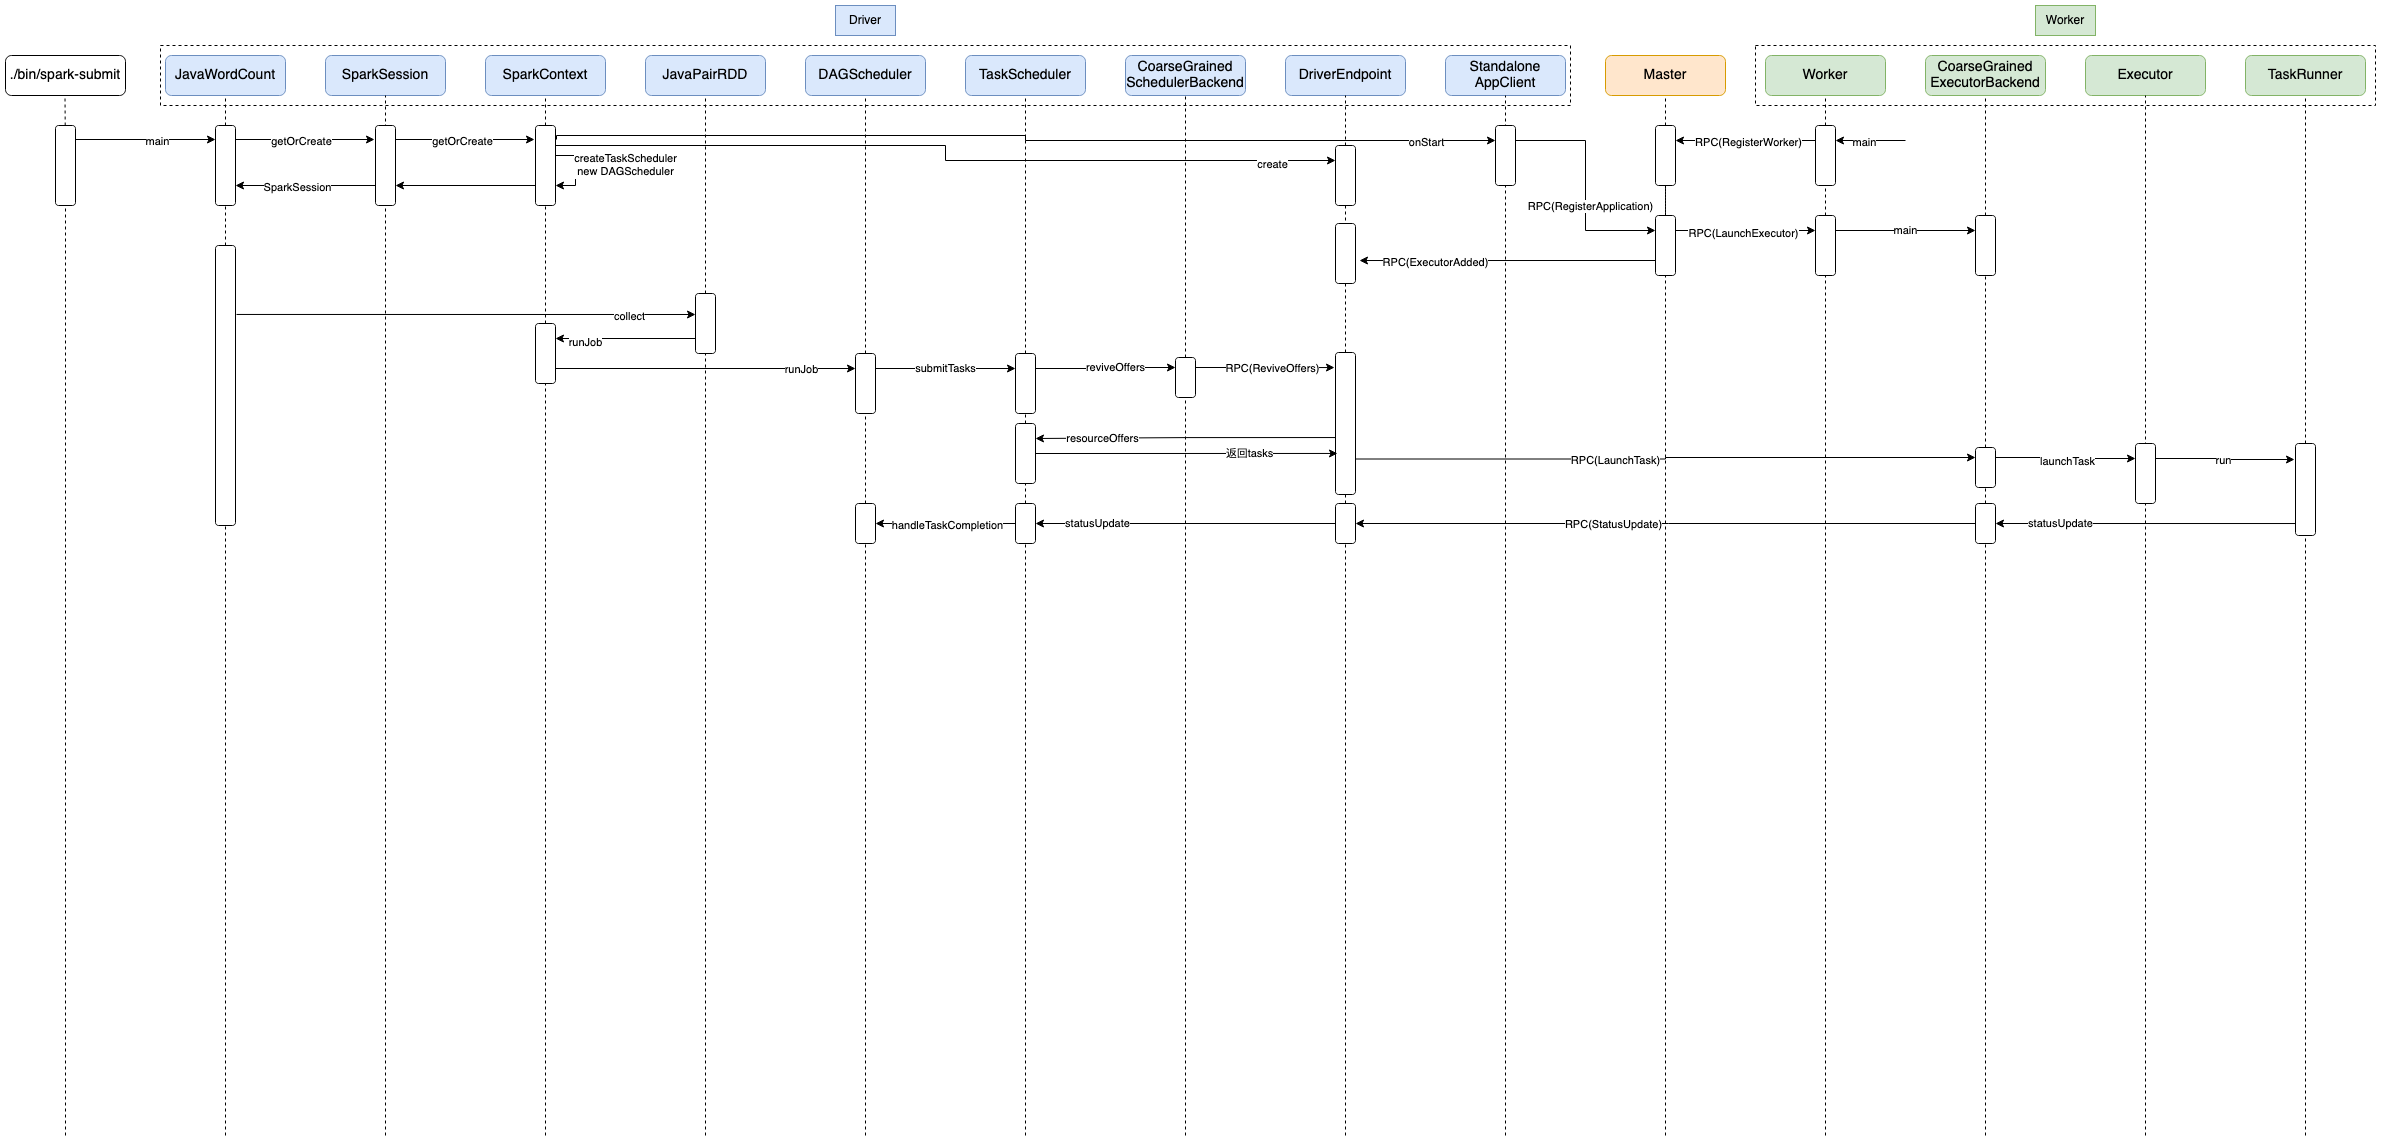 Driver
Worker
./bin/spark-submit
JavaWordCount
SparkSession
SparkContext
JavaPairRDD
DAGScheduler
TaskScheduler
CoarseGrained
SchedulerBackend
DriverEndpoint
Standalone
AppClient
Master
Worker
CoarseGrained
ExecutorBackend
Executor
TaskRunner
main
getOrCreate
getOrCreate
onStart
RPC(RegisterWorker)
main
createTaskScheduler
new DAGScheduler
create
SparkSession
RPC(RegisterApplication)
RPC(LaunchExecutor)
main
RPC(ExecutorAdded)
collect
runJob
runJob
submitTasks
reviveOffers
RPC(ReviveOffers)
resourceOffers
返回tasks
RPC(LaunchTask)
launchTask
run
handleTaskCompletion
statusUpdate
RPC(StatusUpdate)
statusUpdate